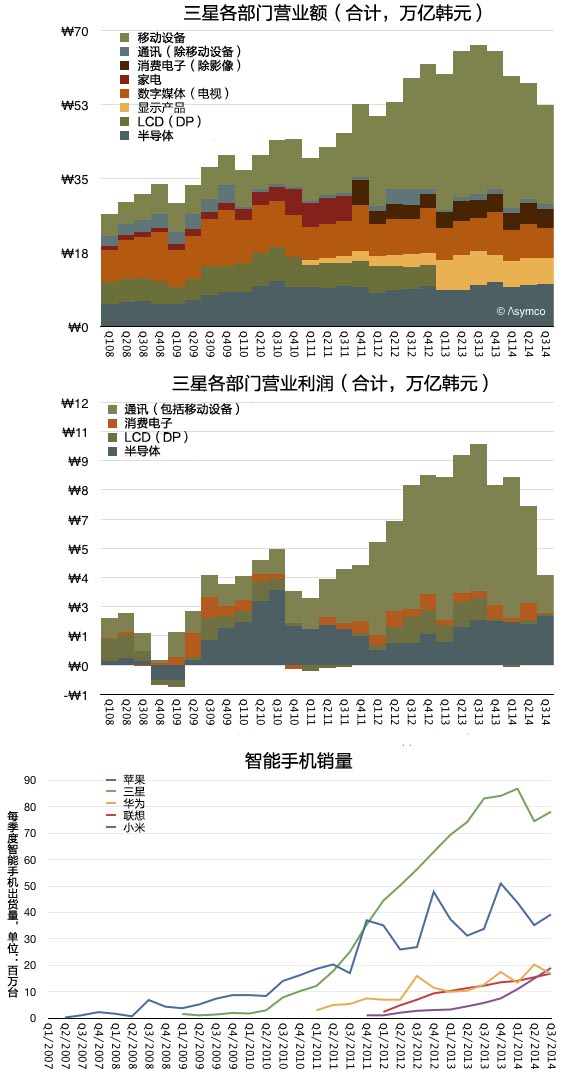 三星各部门营业额（合计，万亿韩元）
₩70
₩53
₩35
₩18
₩0
移动设备
通讯（除移动设备）
消费电子（除影像）
家电
数字媒体（电视）
显示产品
LCD（DP）
半导体
© Λsymco
Q108 Q208 Q308 Q408 Q109 Q209 Q309 Q409 Q110 Q210 Q310 Q410 Q111 Q211 Q311 Q411 Q112 Q212 Q312 Q412 Q113 Q213 Q313 Q413 Q114 Q214 Q314
三星各部门营业利润（合计，万亿韩元）
₩12
₩11
₩9
₩8
₩7
₩5
₩4
₩3
₩1
₩0
-₩1
通讯（包括移动设备）
消费电子
LCD（DP）
半导体
Q108 Q208 Q308 Q408 Q109 Q209 Q309 Q409 Q110 Q210 Q310 Q410 Q111 Q211 Q311 Q411 Q112 Q212 Q312 Q412 Q113 Q213 Q313 Q413 Q114 Q214 Q314
智能手机销量
每季度智能手机出货量，单位：百万台
90
80
70
60
50
40
30
20
10
0
苹果
三星
华为
联想
小米
Q1/2007 Q2/2007 Q3/2007 Q4/2007 Q1/2008 Q2/2008 Q3/2008 Q4/2008 Q1/2009 Q2/2009 Q3/2009 Q4/2009 Q1/2010 Q2/2010 Q3/2010 Q4/2010 Q1/2011 Q2/2011 Q3/2011 Q4/2011 Q1/2012 Q2/2012 Q3/2012 Q4/2012 Q1/2013 Q2/2013 Q3/2013 Q4/2013 Q1/2014 Q2/2014 Q3/2014